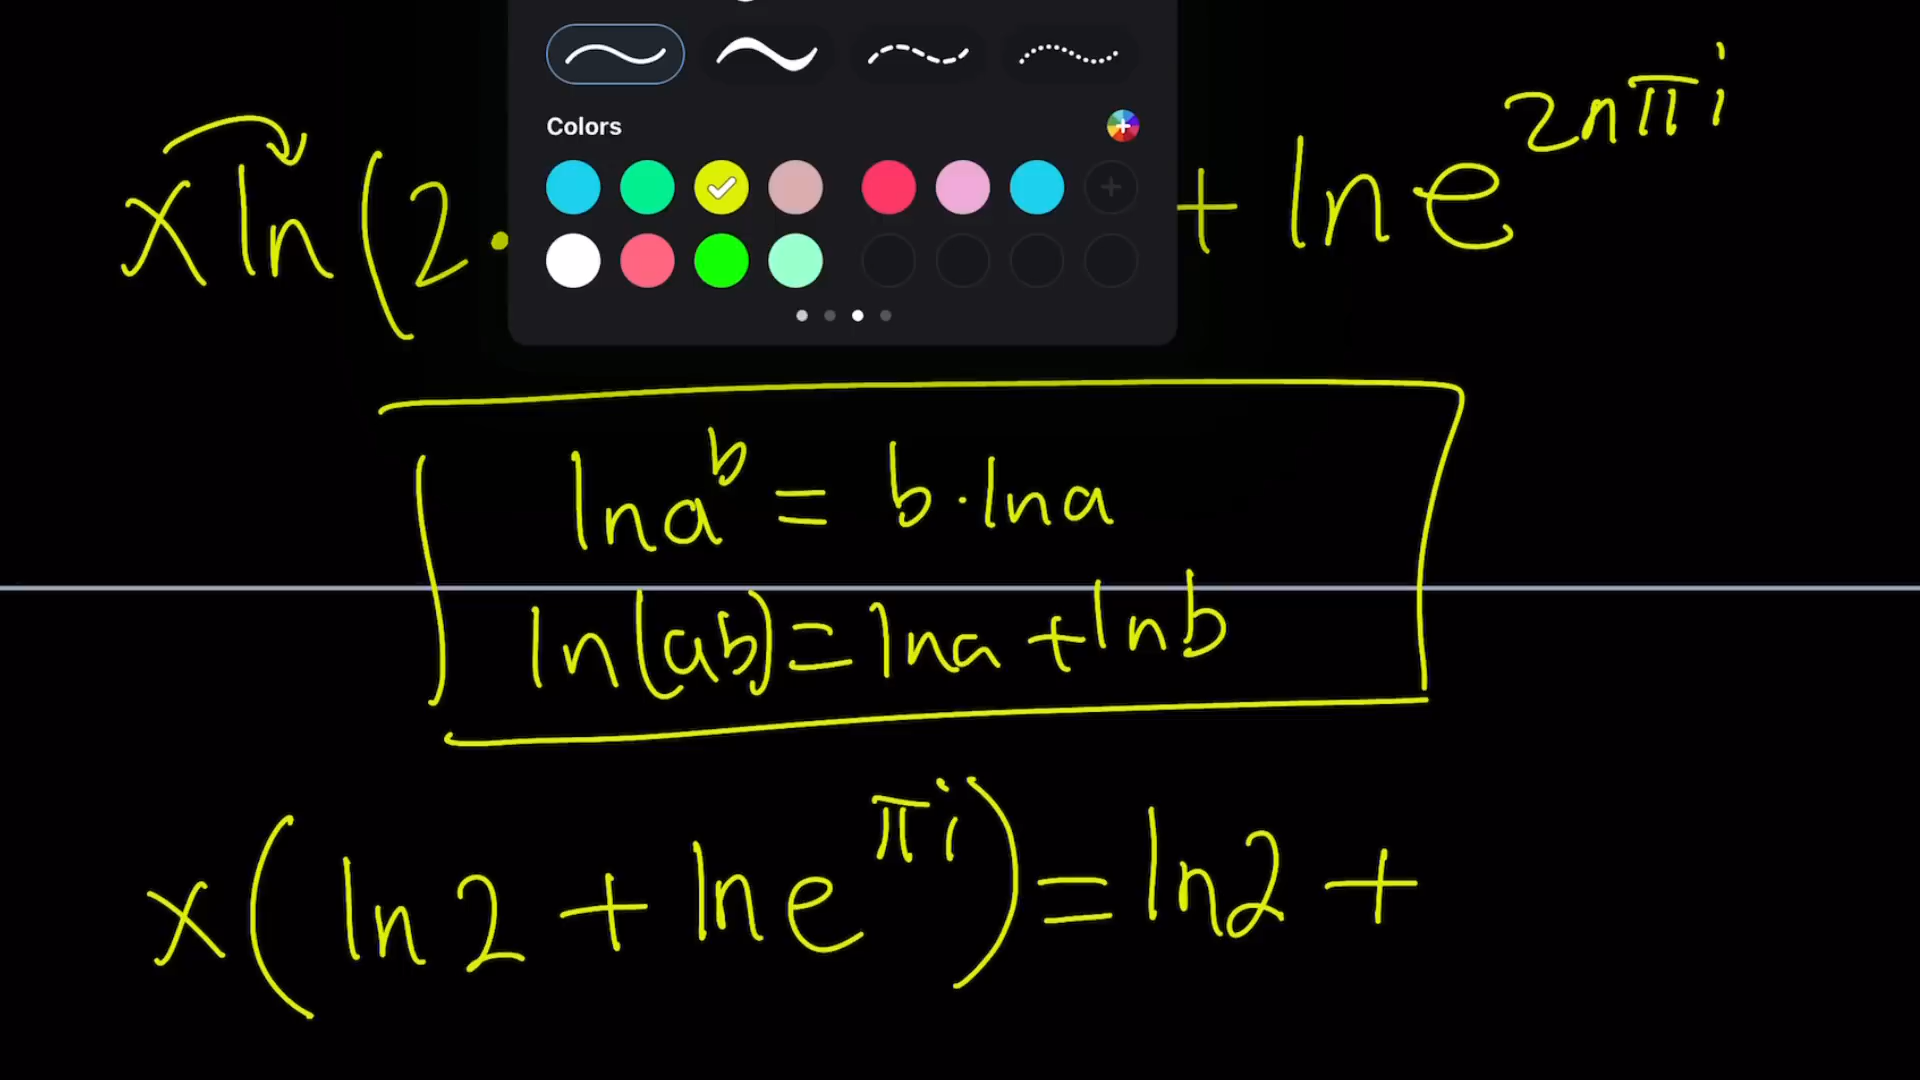 Colors
x ln (2 · + ln e^{2nπi}
ln a^b = b · ln a
ln(ab) = ln a + ln b
x (ln 2 + ln e^{πi}) = ln 2 +